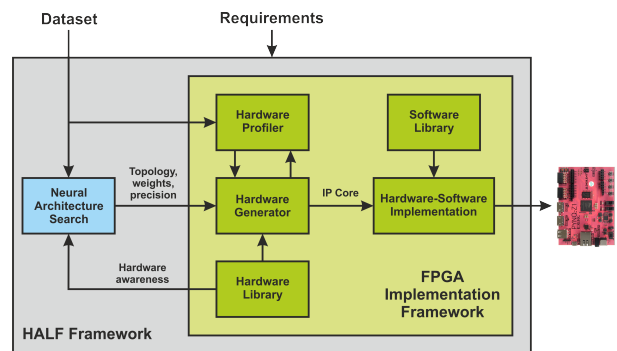 Dataset
Requirements
Hardware
Profiler
Software
Library
Topology,
weights,
precision
Neural
Architecture
Search
Hardware
Generator
IP Core
Hardware-Software
Implementation
Hardware
awareness
Hardware
Library
FPGA
Implementation
Framework
HALF Framework